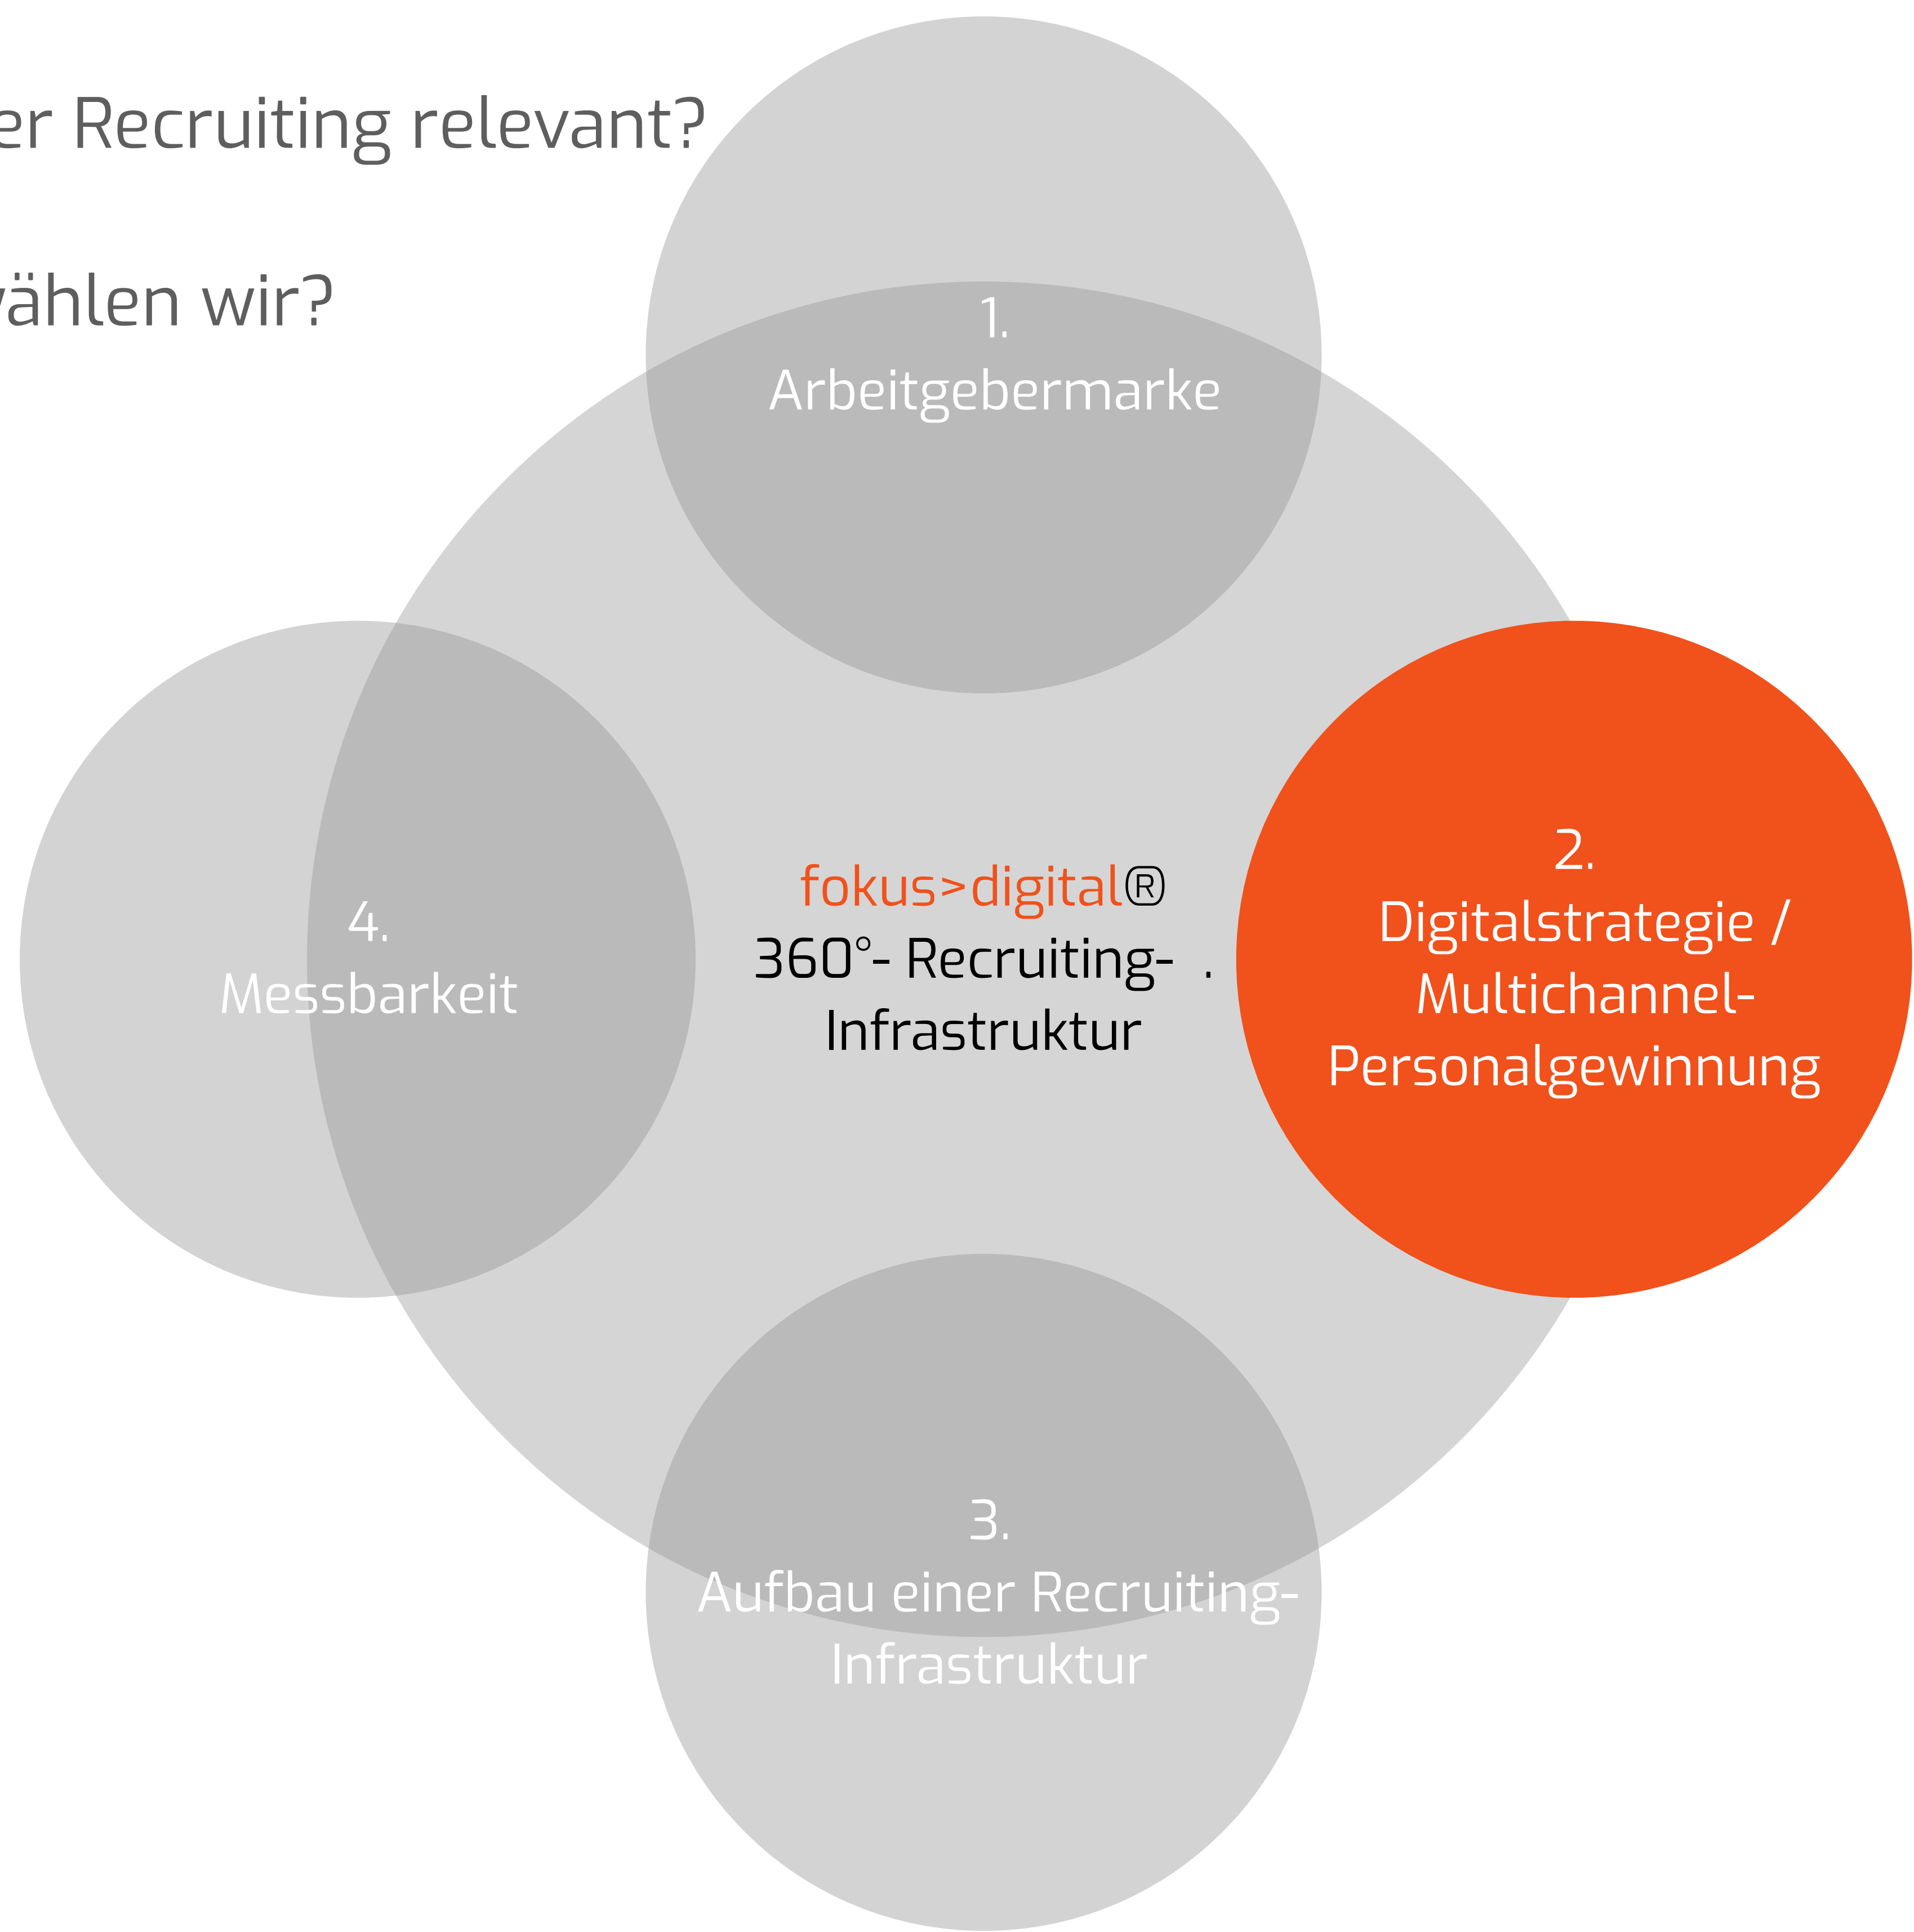 er Recruiting relevant?
ählen wir?
1.
Arbeitgebermarke
2.
Digitalstrategie /
Multichannel-
Personalgewinnung
fokus>digital®
360°- Recruiting- .
Infrastruktur
4.
Messbarkeit
3.
Aufbau einer Recruiting-
Infrastruktur